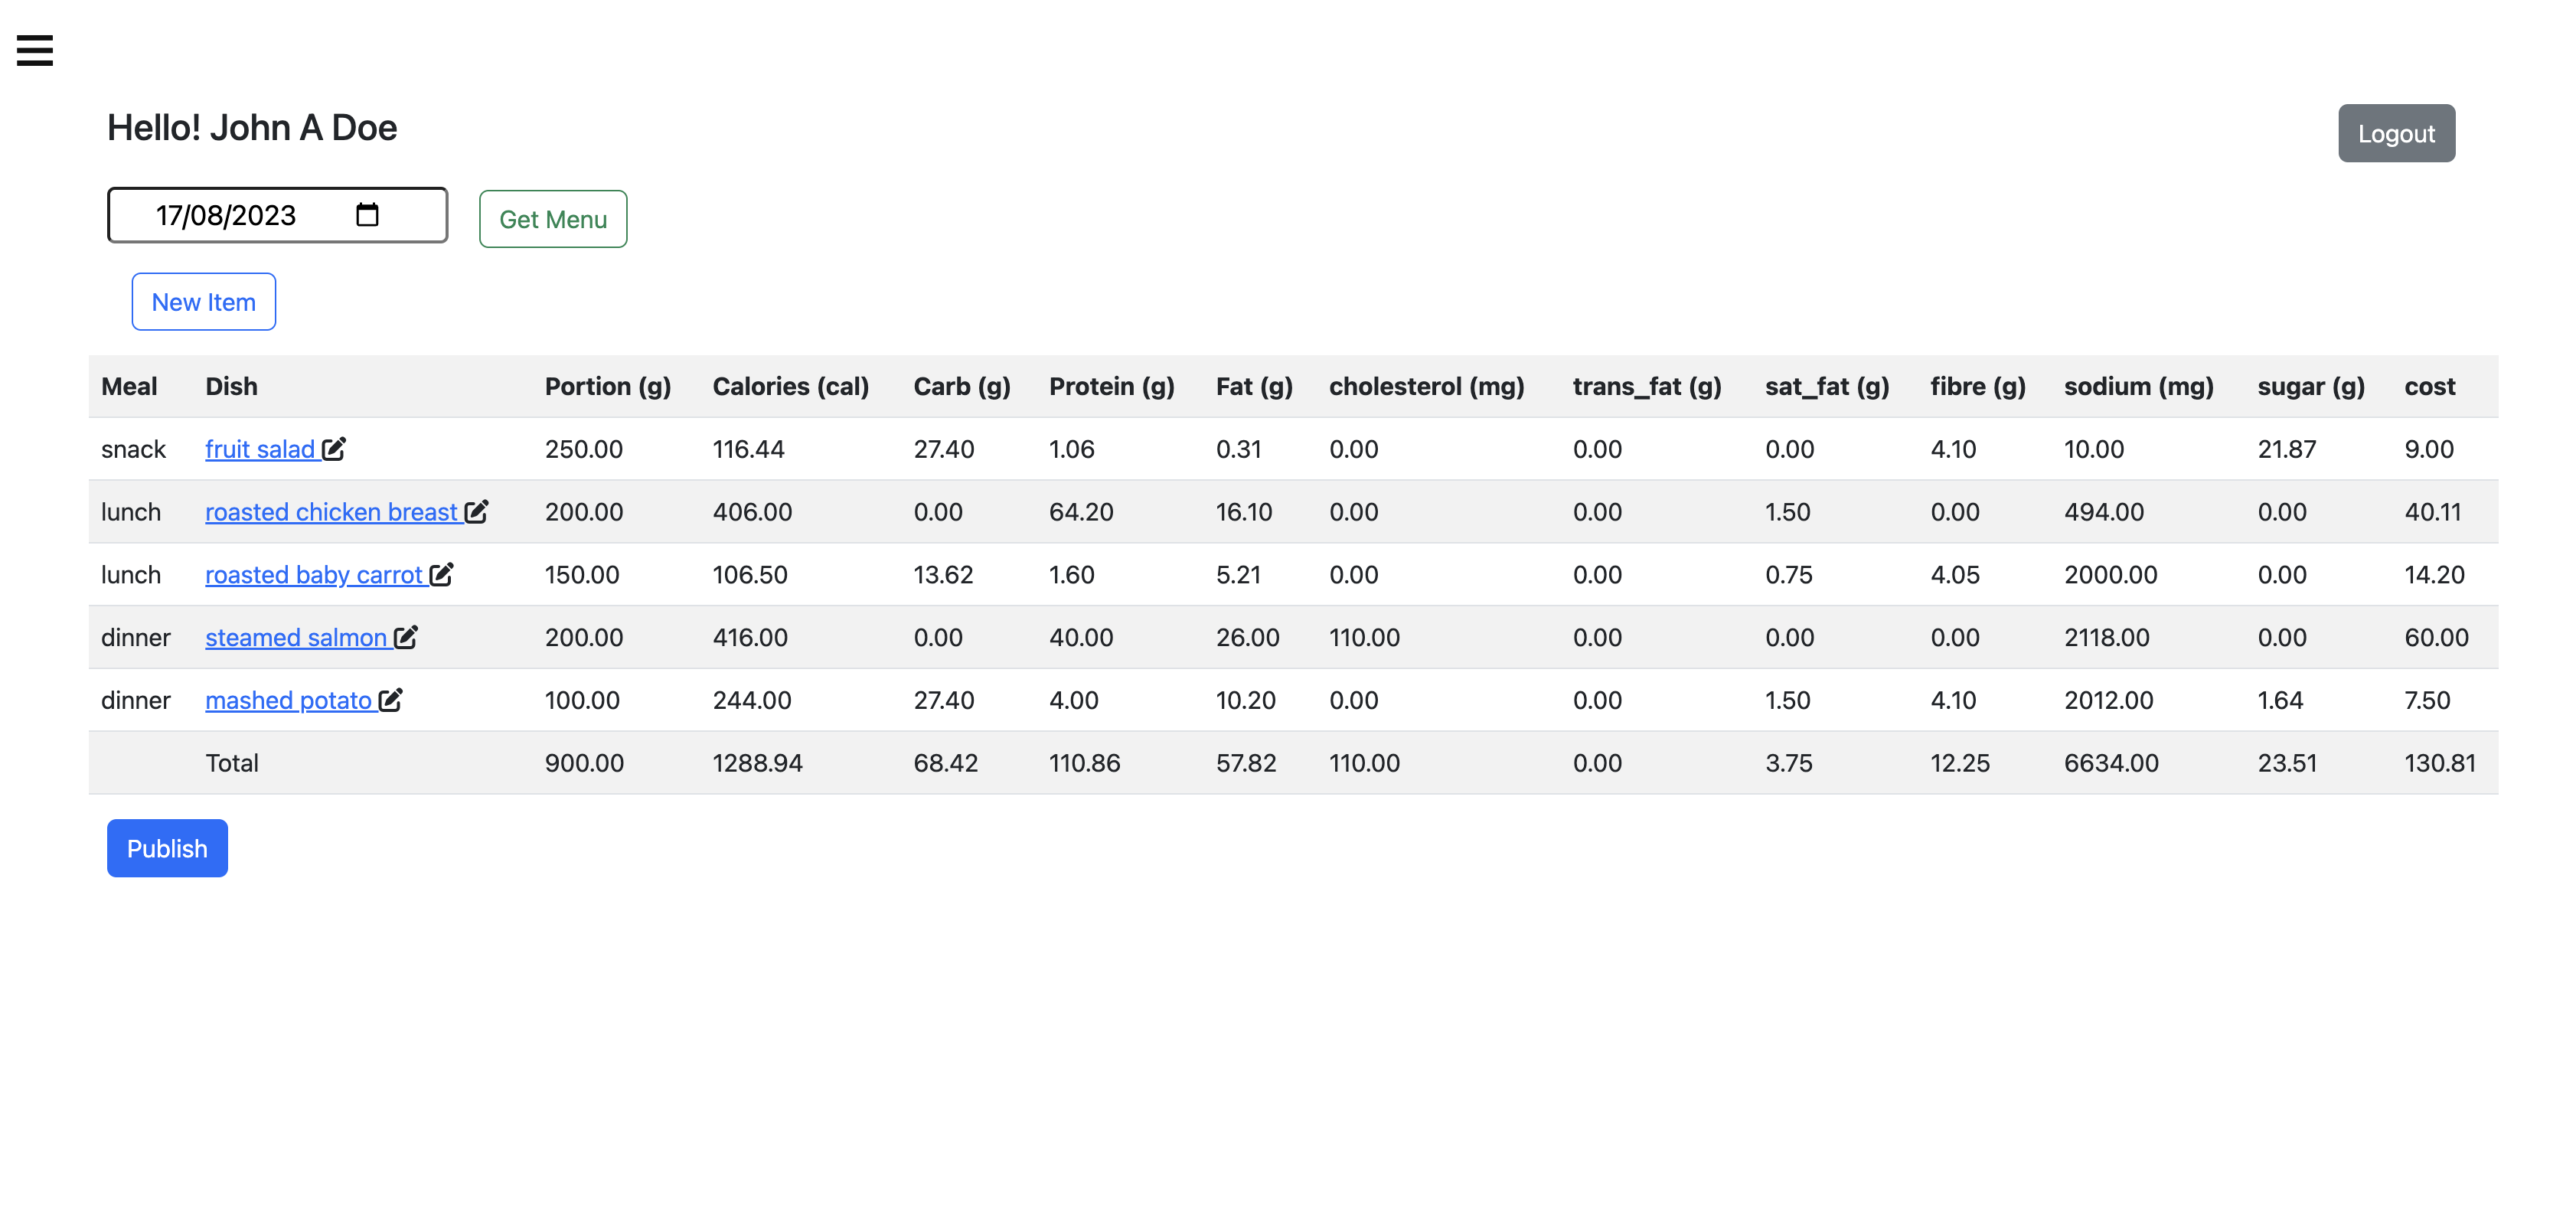 Hello! John A Doe
Logout
17/08/2023
Get Menu
New Item
Meal Dish Portion (g) Calories (cal) Carb (g) Protein (g) Fat (g) cholesterol (mg) trans_fat (g) sat_fat (g) fibre (g) sodium (mg) sugar (g) cost
snack fruit salad 250.00 116.44 27.40 1.06 0.31 0.00 0.00 0.00 4.10 10.00 21.87 9.00
lunch roasted chicken breast 200.00 406.00 0.00 64.20 16.10 0.00 0.00 1.50 0.00 494.00 0.00 40.11
lunch roasted baby carrot 150.00 106.50 13.62 1.60 5.21 0.00 0.00 0.75 4.05 2000.00 0.00 14.20
dinner steamed salmon 200.00 416.00 0.00 40.00 26.00 110.00 0.00 0.00 0.00 2118.00 0.00 60.00
dinner mashed potato 100.00 244.00 27.40 4.00 10.20 0.00 0.00 1.50 4.10 2012.00 1.64 7.50
Total 900.00 1288.94 68.42 110.86 57.82 110.00 0.00 3.75 12.25 6634.00 23.51 130.81
Publish